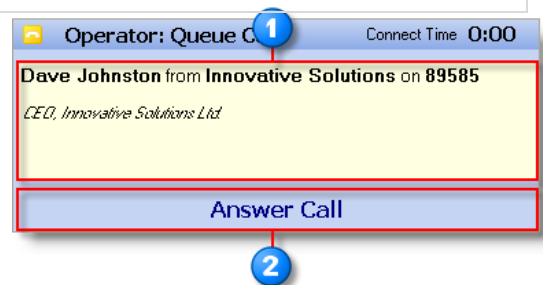 Operator: Queue C
1
Connect Time 0:00
Dave Johnston from Innovative Solutions on 89585
CEO, Innovative Solutions Ltd
Answer Call
2